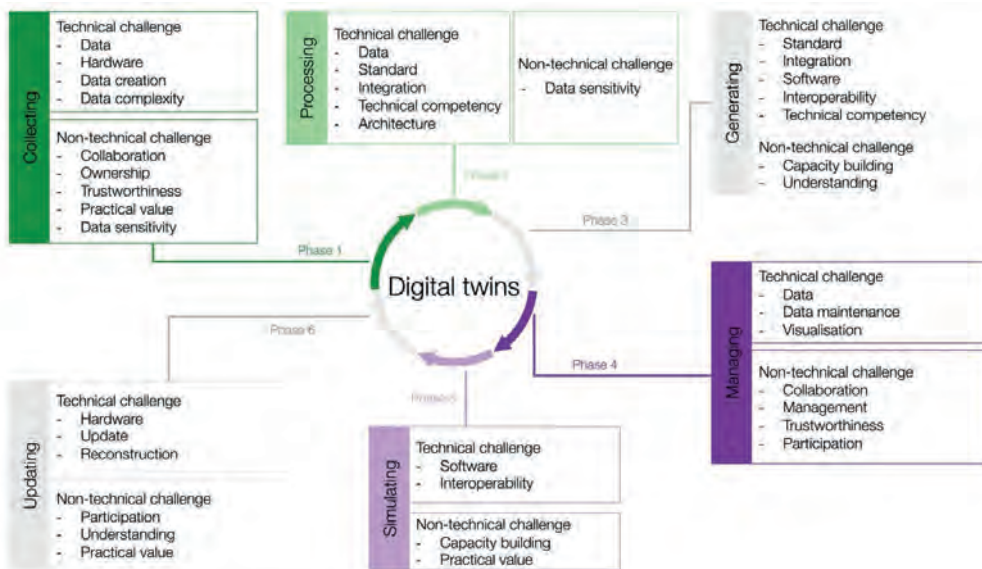 Collecting
Technical challenge
- Data
- Hardware
- Data creation
- Data complexity
Non-technical challenge
- Collaboration
- Ownership
- Trustworthiness
- Practical value
- Data sensitivity
Phase 1
Processing
Technical challenge
- Data
- Standard
- Integration
- Technical competency
- Architecture
Non-technical challenge
- Data sensitivity
Phase 2
Generating
Technical challenge
- Standard
- Integration
- Software
- Interoperability
- Technical competency
Non-technical challenge
- Capacity building
- Understanding
Phase 3
Digital twins
Managing
Technical challenge
- Data
- Data maintenance
- Visualisation
Non-technical challenge
- Collaboration
- Management
- Trustworthiness
- Participation
Phase 4
Simulating
Technical challenge
- Software
- Interoperability
Non-technical challenge
- Capacity building
- Practical value
Phase 5
Updating
Technical challenge
- Hardware
- Update
- Reconstruction
Non-technical challenge
- Participation
- Understanding
- Practical value
Phase 6